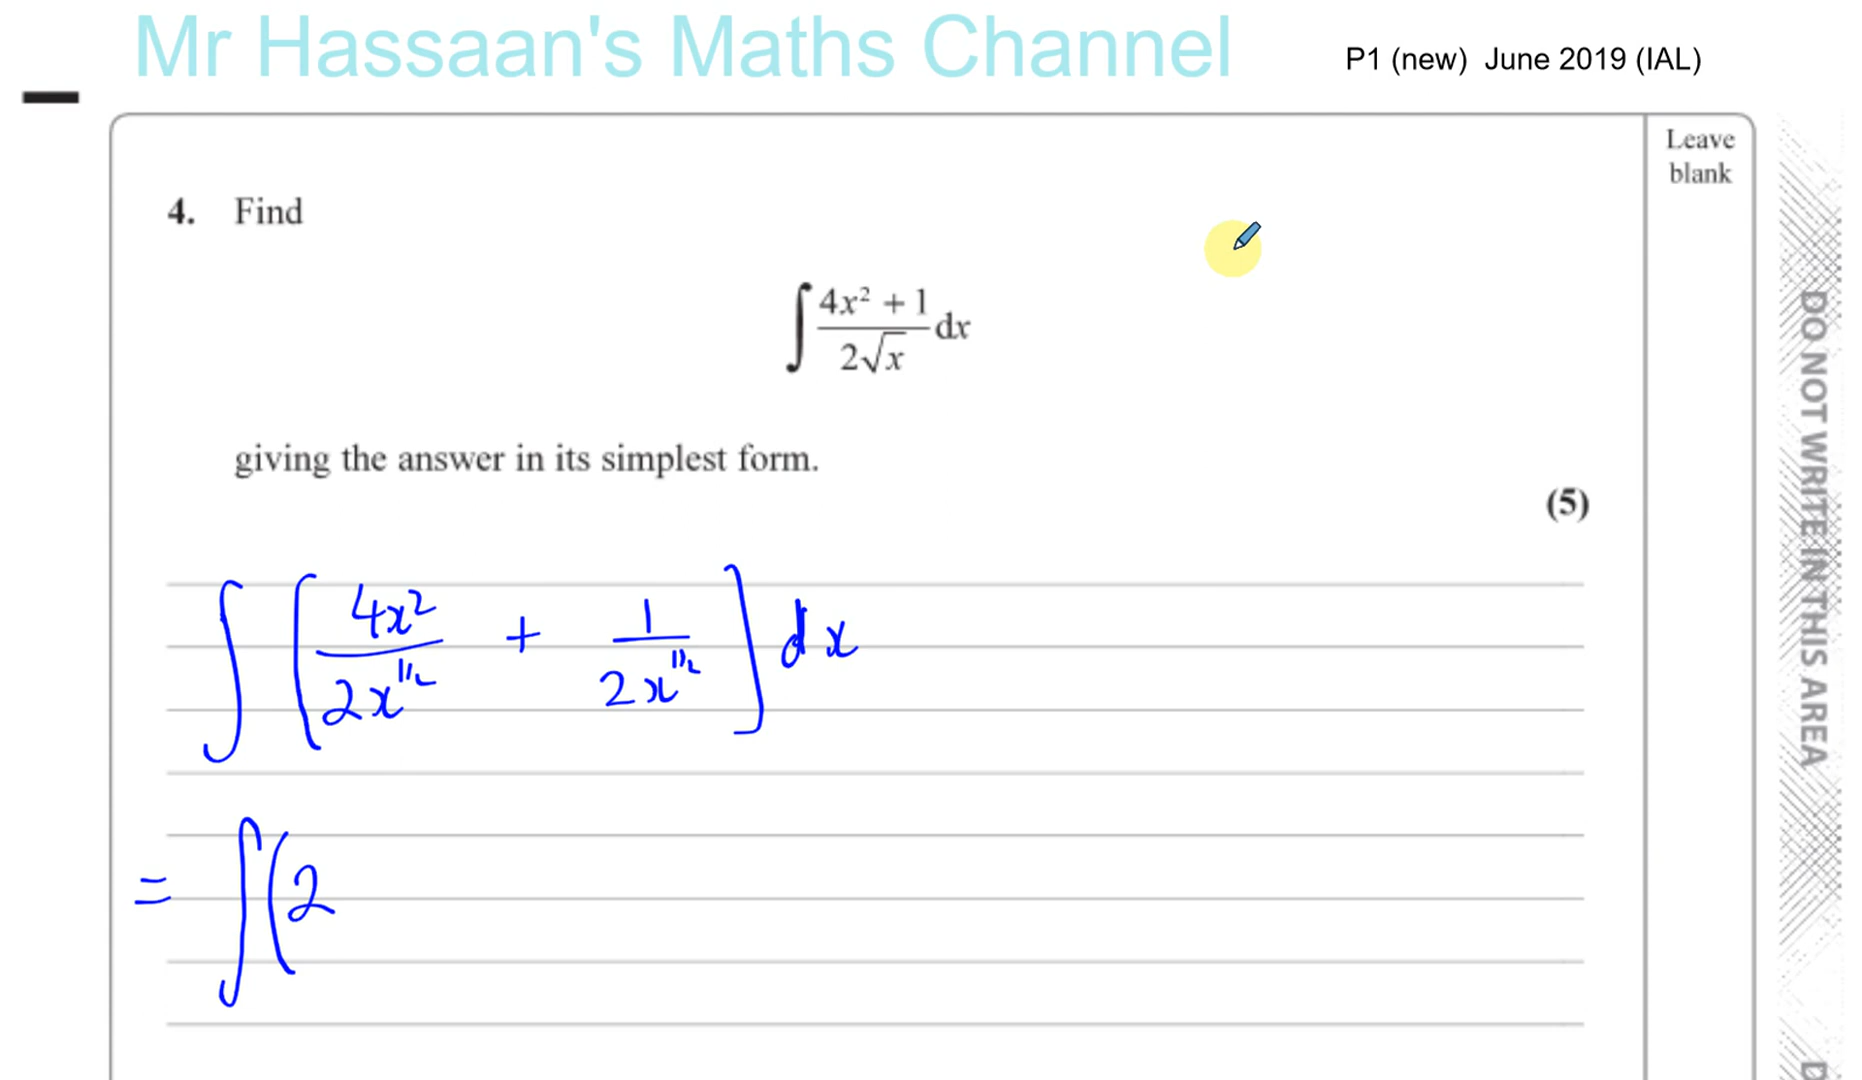 Mr Hassaan's Maths Channel
P1 (new) June 2019 (IAL)
Leave
blank
4. Find
∫ (4x² + 1)/(2√x) dx
giving the answer in its simplest form.
(5)
∫ [4x²/2x^1/2 + 1/2x^1/2] dx
= ∫(2
DO NOT WRITE IN THIS AREA
D